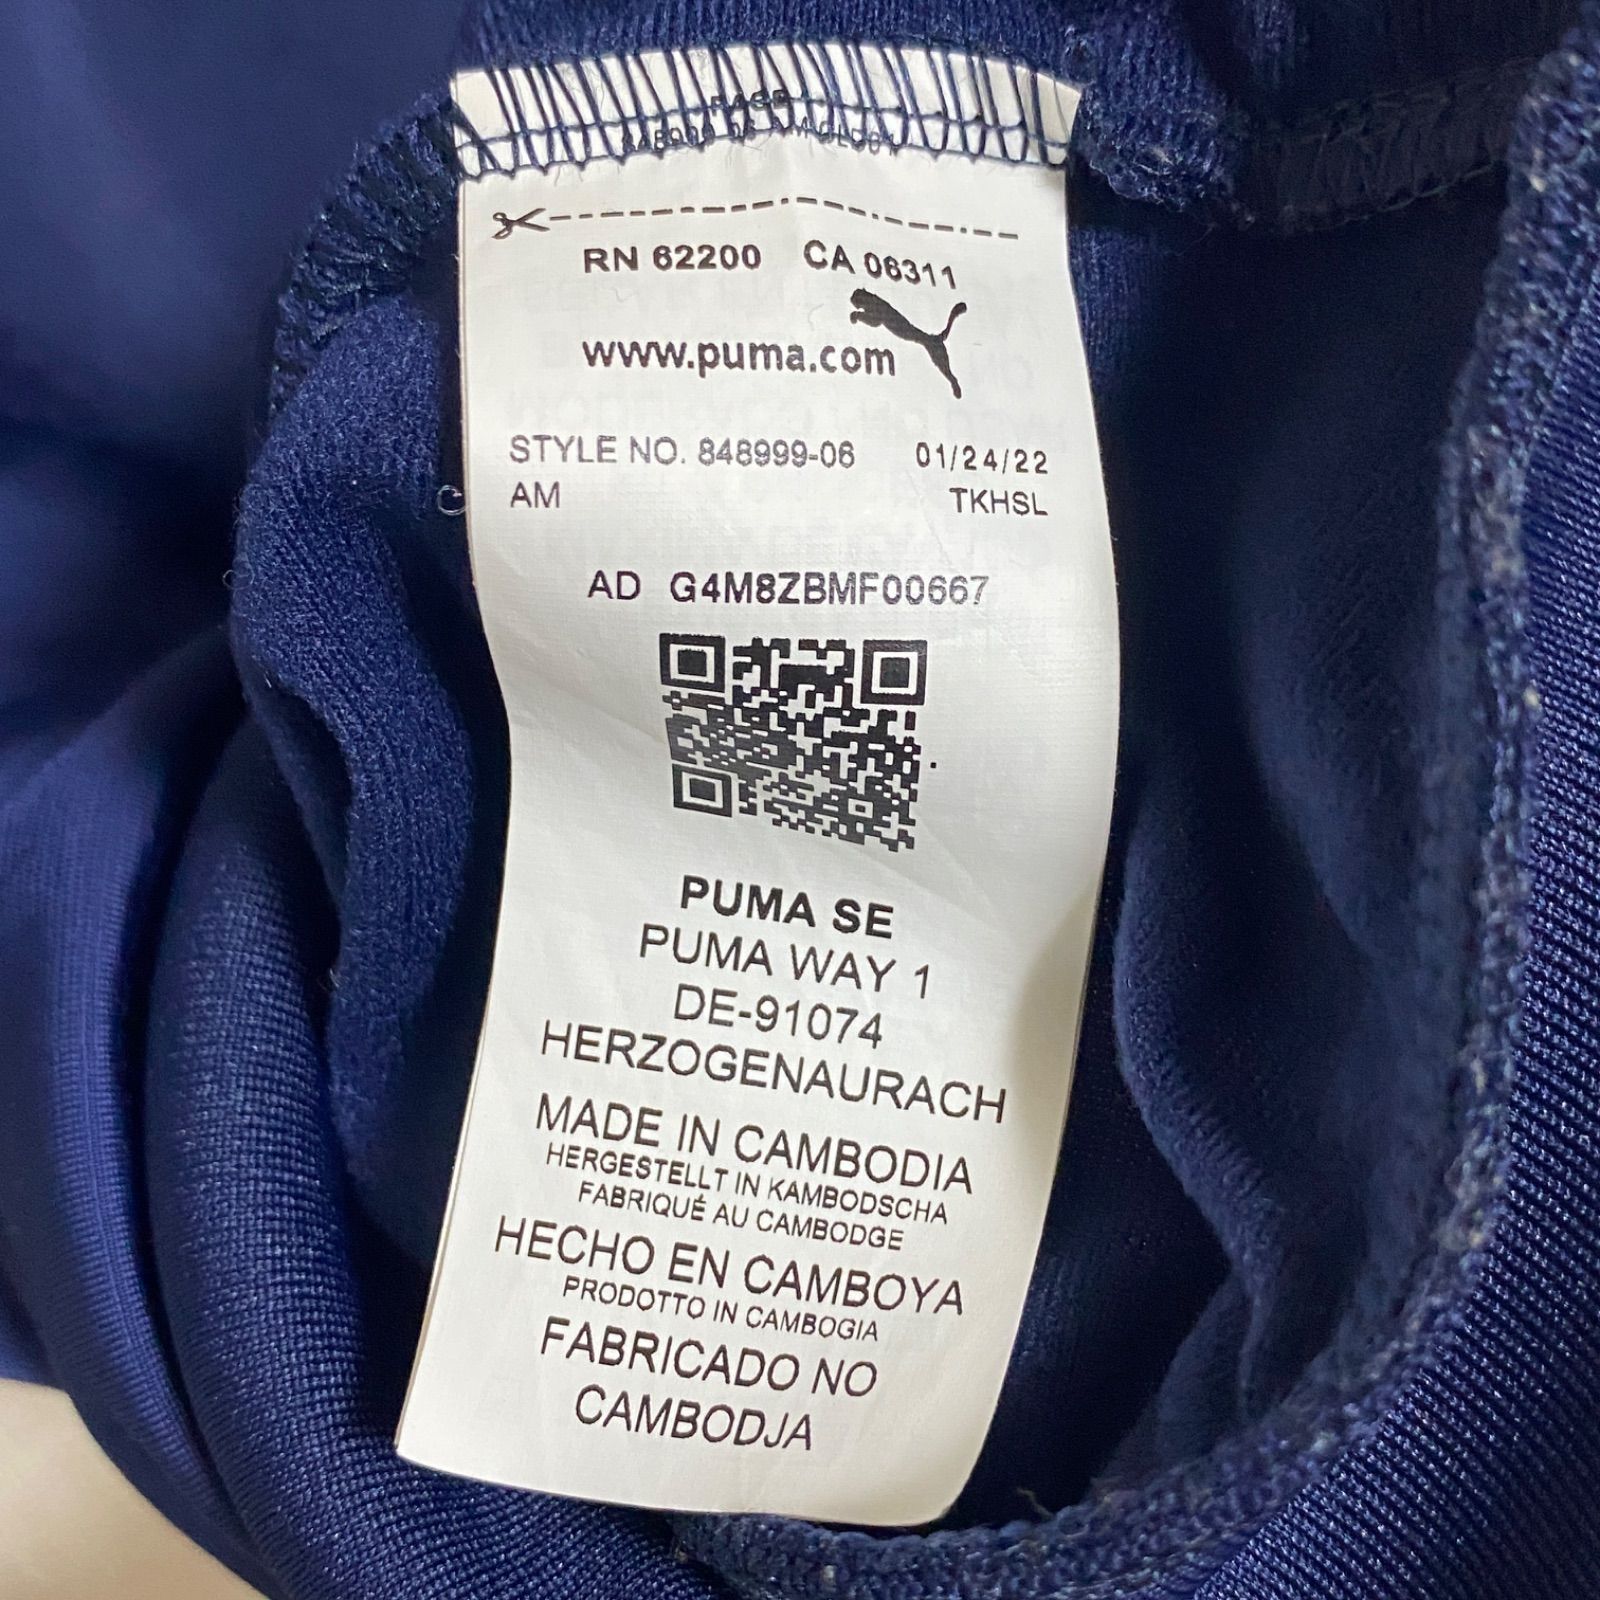 RN 62200 CA 06311
www.puma.com
STYLE NO. 848999-06 01/24/22
AM TKHSL
AD G4M8ZBMF00667
PUMA SE
PUMA WAY 1
DE-91074
HERZOGENAURACH
MADE IN CAMBODIA
HERGESTELLT IN KAMBODSCHA
FABRIQUÉ AU CAMBODGE
HECHO EN CAMBOYA
PRODOTTO IN CAMBOGIA
FABRICADO NO
CAMBODJA